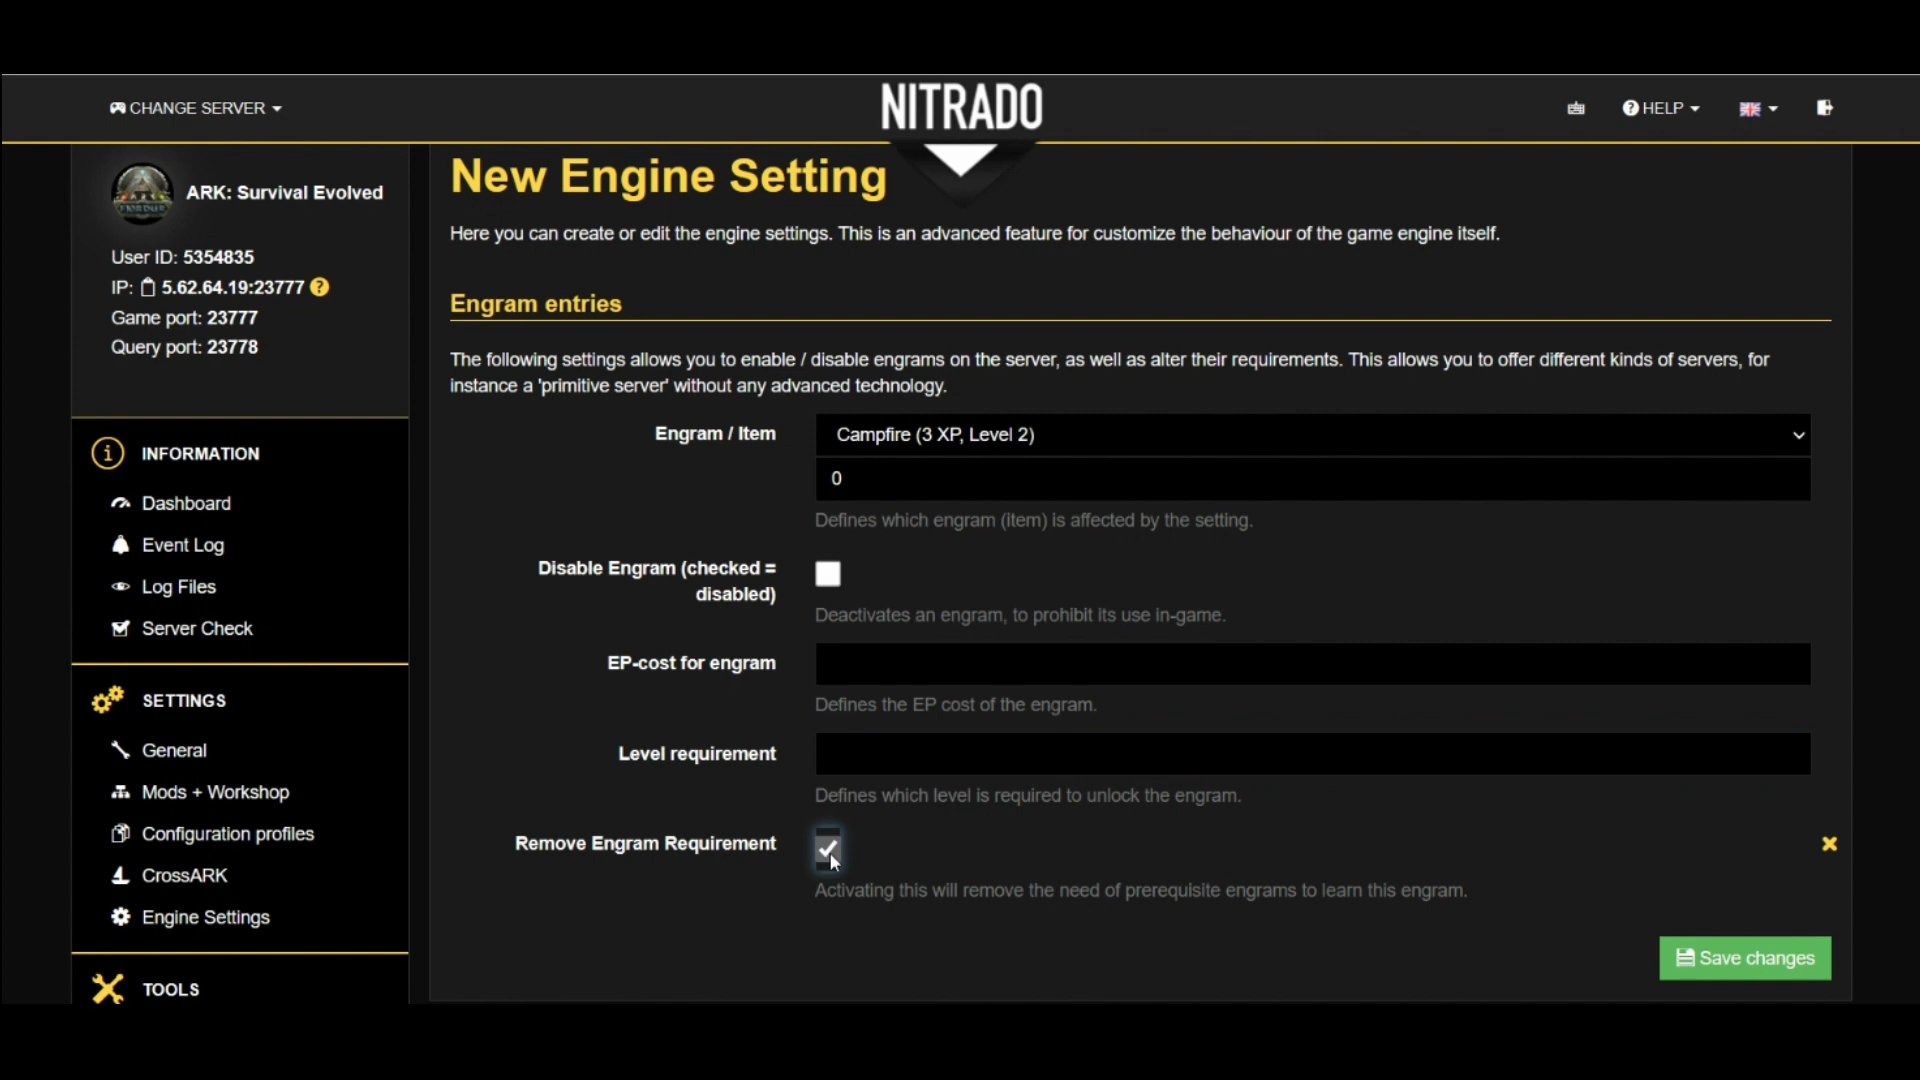 CHANGE SERVER
NITRADO
HELP
ARK: Survival Evolved
User ID: 5354835
IP: 5.62.64.19:23777 ?
Game port: 23777
Query port: 23778
INFORMATION
Dashboard
Event Log
Log Files
Server Check
SETTINGS
General
Mods + Workshop
Configuration profiles
CrossARK
Engine Settings
TOOLS
New Engine Setting
Here you can create or edit the engine settings. This is an advanced feature for customize the behaviour of the game engine itself.
Engram entries
The following settings allows you to enable / disable engrams on the server, as well as alter their requirements. This allows you to offer different kinds of servers, for
instance a 'primitive server' without any advanced technology.
Engram / Item
Campfire (3 XP, Level 2)
0
Defines which engram (item) is affected by the setting.
Disable Engram (checked =
disabled)
Deactivates an engram, to prohibit its use in-game.
EP-cost for engram
Defines the EP cost of the engram.
Level requirement
Defines which level is required to unlock the engram.
Remove Engram Requirement
Activating this will remove the need of prerequisite engrams to learn this engram.
Save changes